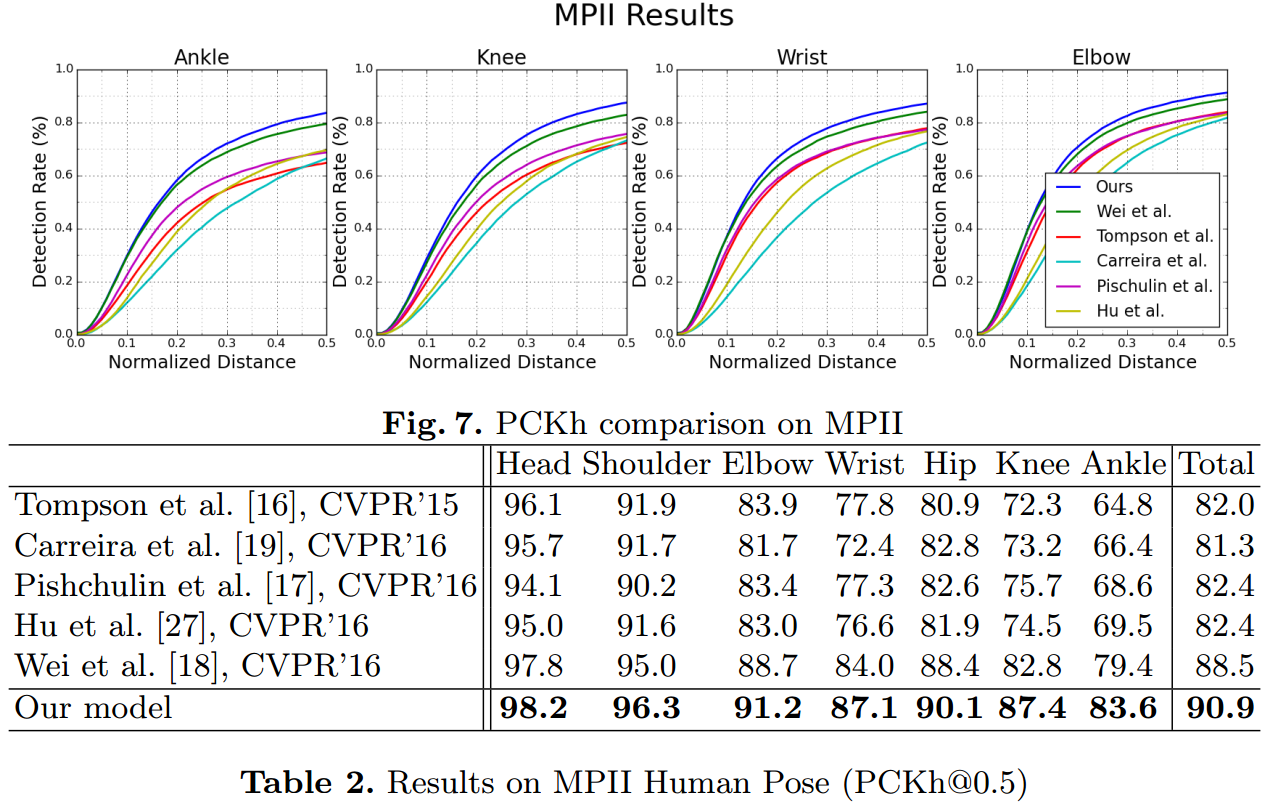 MPII Results
Ankle Knee Wrist Elbow
Detection Rate (%)
1.0
0.8
0.6
0.4
0.2
0.0
0.0 0.1 0.2 0.3 0.4 0.5
Normalized Distance
Detection Rate (%)
1.0
0.8
0.6
0.4
0.2
0.0
0.0 0.1 0.2 0.3 0.4 0.5
Normalized Distance
Detection Rate (%)
1.0
0.8
0.6
0.4
0.2
0.0
0.0 0.1 0.2 0.3 0.4 0.5
Normalized Distance
Detection Rate (%)
1.0
0.8
0.6
0.4
0.2
0.0
0.0 0.1 0.2 0.3 0.4 0.5
Normalized Distance
Ours
Wei et al.
Tompson et al.
Carreira et al.
Pischulin et al.
Hu et al.
Fig. 7. PCKh comparison on MPII
Head Shoulder Elbow Wrist Hip Knee Ankle Total
Tompson et al. [16], CVPR'15 96.1 91.9 83.9 77.8 80.9 72.3 64.8 82.0
Carreira et al. [19], CVPR'16 95.7 91.7 81.7 72.4 82.8 73.2 66.4 81.3
Pishchulin et al. [17], CVPR'16 94.1 90.2 83.4 77.3 82.6 75.7 68.6 82.4
Hu et al. [27], CVPR'16 95.0 91.6 83.0 76.6 81.9 74.5 69.5 82.4
Wei et al. [18], CVPR'16 97.8 95.0 88.7 84.0 88.4 82.8 79.4 88.5
Our model 98.2 96.3 91.2 87.1 90.1 87.4 83.6 90.9
Table 2. Results on MPII Human Pose (PCKh@0.5)